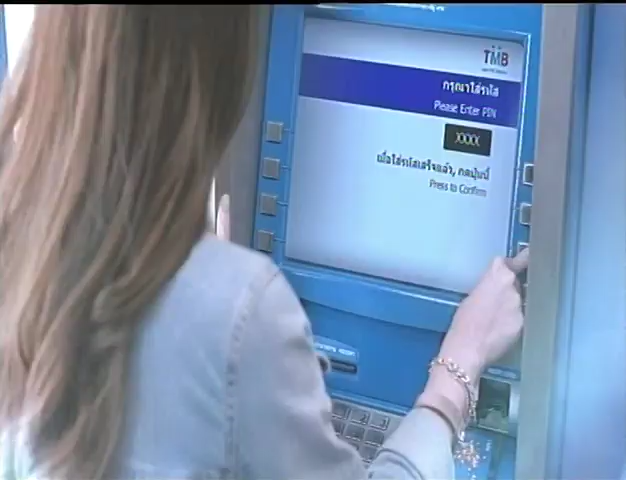 TMB
กรุณาใส่รหัส
Please Enter PIN
XXXX
เมื่อใส่รหัสเสร็จแล้ว, กดปุ่มนี้
Press to Confirm